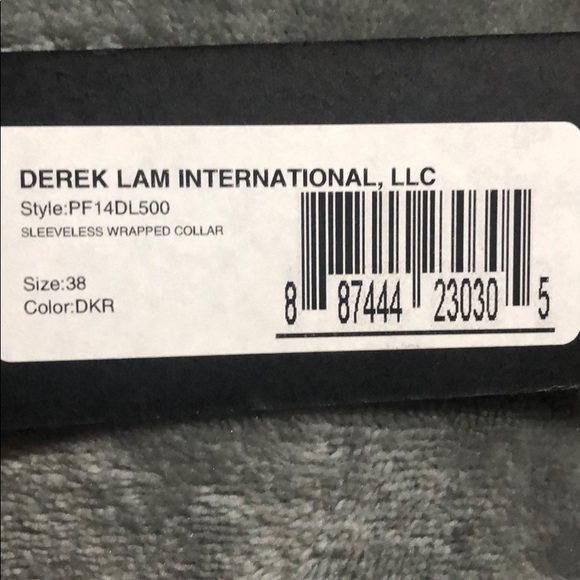 DEREK LAM INTERNATIONAL, LLC
Style:PF14DL500
SLEEVELESS WRAPPED COLLAR
Size:38
Color:DKR
8 87444 23030 5